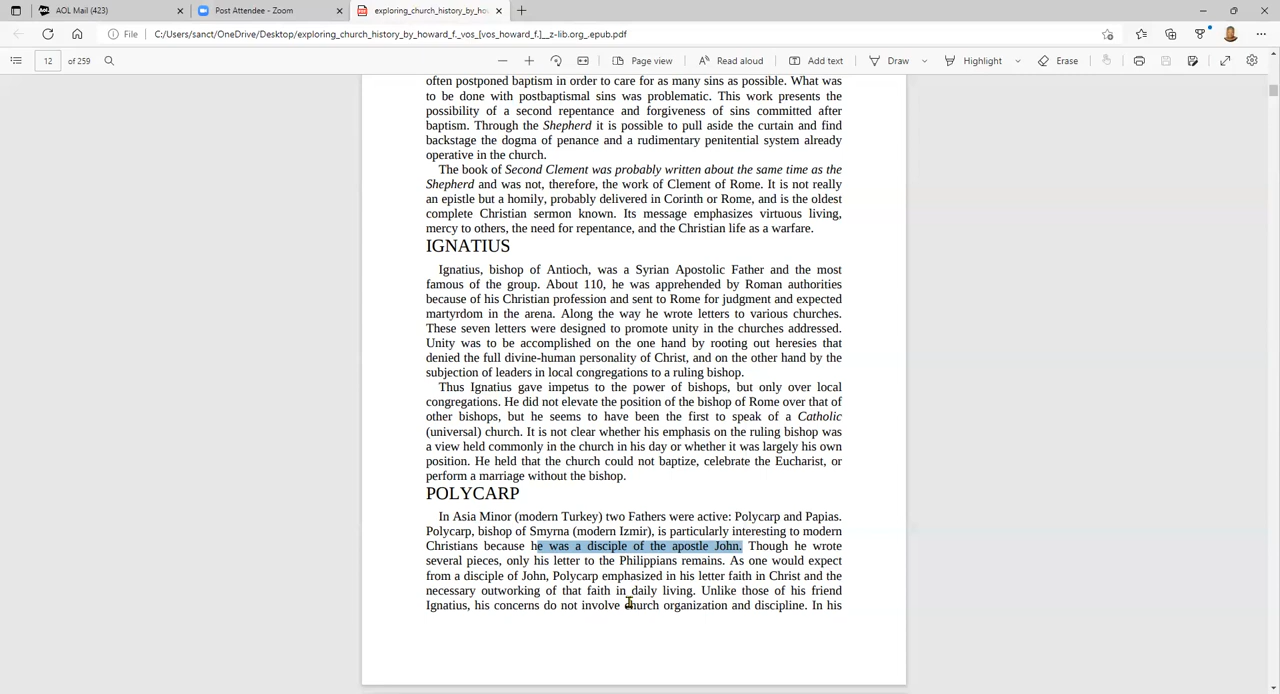 AOL Mail (423)
Post Attendee - Zoom
exploring_church_history_by_ho
File
C:/Users/sanct/OneDrive/Desktop/exploring_church_history_by_howard_f._vos_[vos_howard_f.]__z-lib.org_.epub.pdf
12 of 259
Page view
Read aloud
Add text
Draw
Highlight
Erase
often postponed baptism in order to care for as many sins as possible. What was
to be done with postbaptismal sins was problematic. This work presents the
possibility of a second repentance and forgiveness of sins committed after
baptism. Through the Shepherd it is possible to pull aside the curtain and find
backstage the dogma of penance and a rudimentary penitential system already
operative in the church.
The book of Second Clement was probably written about the same time as the
Shepherd and was not, therefore, the work of Clement of Rome. It is not really
an epistle but a homily, probably delivered in Corinth or Rome, and is the oldest
complete Christian sermon known. Its message emphasizes virtuous living,
mercy to others, the need for repentance, and the Christian life as a warfare.
IGNATIUS
Ignatius, bishop of Antioch, was a Syrian Apostolic Father and the most
famous of the group. About 110, he was apprehended by Roman authorities
because of his Christian profession and sent to Rome for judgment and expected
martyrdom in the arena. Along the way he wrote letters to various churches.
These seven letters were designed to promote unity in the churches addressed.
Unity was to be accomplished on the one hand by rooting out heresies that
denied the full divine-human personality of Christ, and on the other hand by the
subjection of leaders in local congregations to a ruling bishop.
Thus Ignatius gave impetus to the power of bishops, but only over local
congregations. He did not elevate the position of the bishop of Rome over that of
other bishops, but he seems to have been the first to speak of a Catholic
(universal) church. It is not clear whether his emphasis on the ruling bishop was
a view held commonly in the church in his day or whether it was largely his own
position. He held that the church could not baptize, celebrate the Eucharist, or
perform a marriage without the bishop.
POLYCARP
In Asia Minor (modern Turkey) two Fathers were active: Polycarp and Papias.
Polycarp, bishop of Smyrna (modern Izmir), is particularly interesting to modern
Christians because he was a disciple of the apostle John. Though he wrote
several pieces, only his letter to the Philippians remains. As one would expect
from a disciple of John, Polycarp emphasized in his letter faith in Christ and the
necessary outworking of that faith in daily living. Unlike those of his friend
Ignatius, his concerns do not involve church organization and discipline. In his